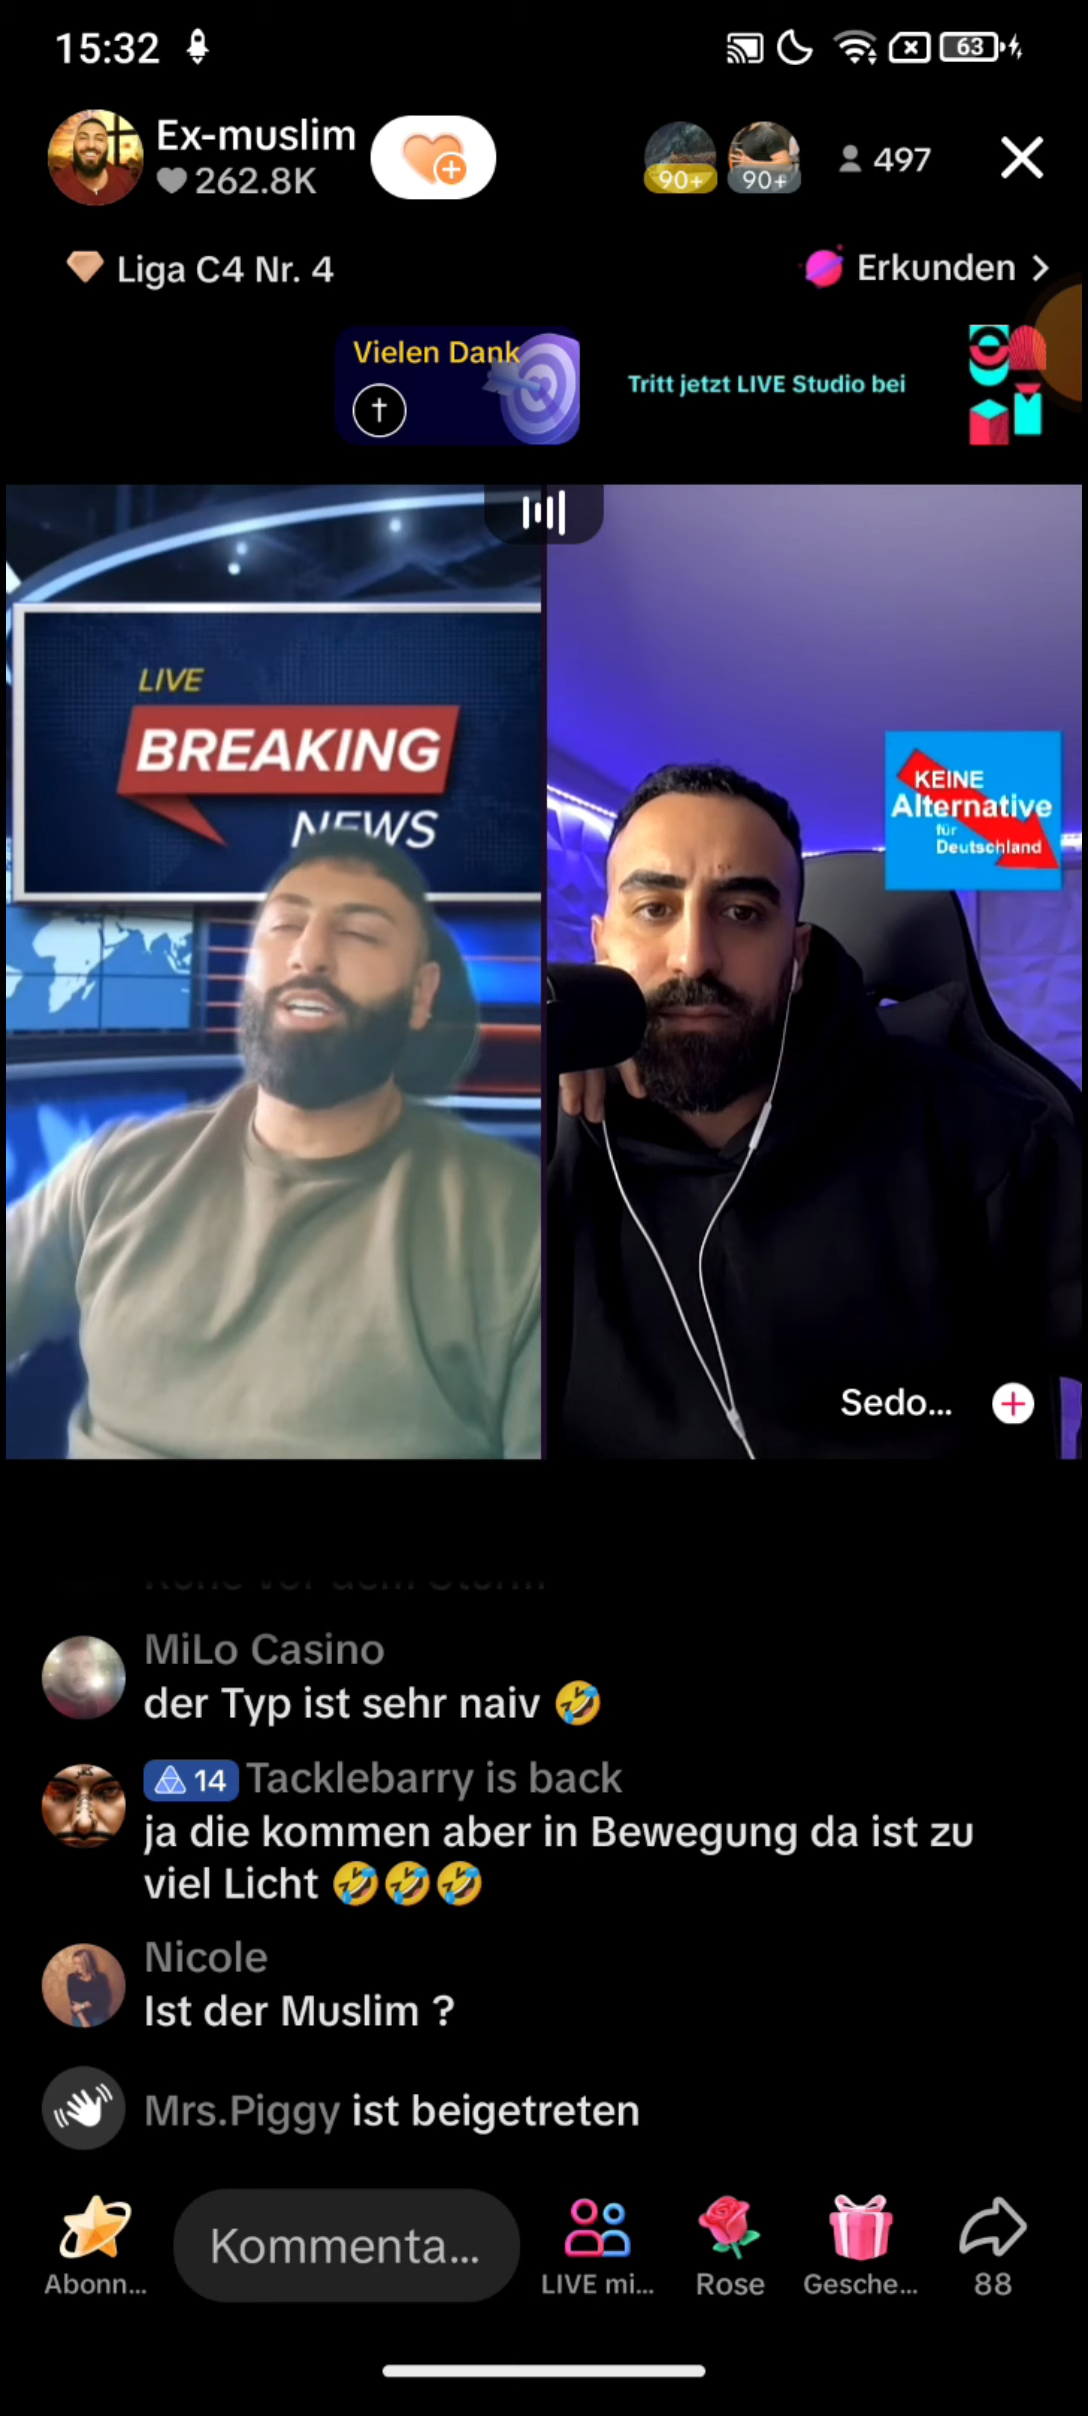 15:32
63
Ex-muslim
262.8K
90+
90+
497
Liga C4 Nr. 4
Erkunden
Vielen Dank
Tritt jetzt LIVE Studio bei
LIVE
BREAKING
NEWS
KEINE
Alternative
für
Deutschland
Sedo...
MiLo Casino
der Typ ist sehr naiv 🤣
14 Tacklebarry is back
ja die kommen aber in Bewegung da ist zu
viel Licht 🤣🤣🤣
Nicole
Ist der Muslim ?
Mrs.Piggy ist beigetreten
Abonn...
Kommenta...
LIVE mi...
Rose
Gesche...
88